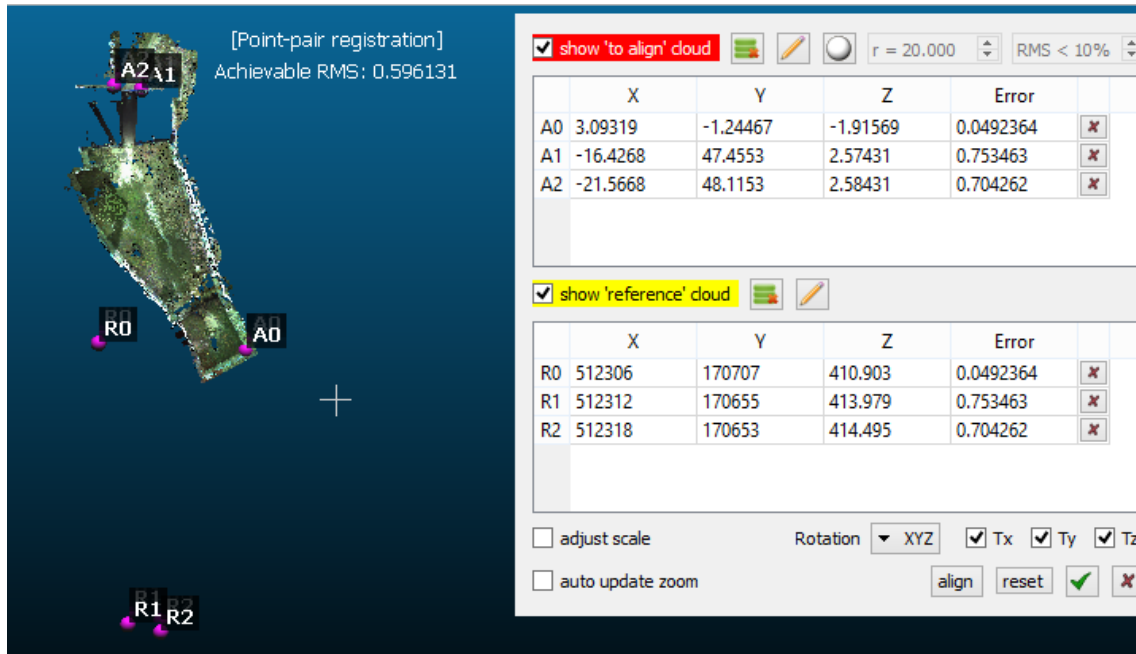 [Point-pair registration]
Achievable RMS: 0.596131
A2 A1
R0
A0
R1 R2
show 'to align' cloud r = 20.000 RMS < 10%
X Y Z Error
A0 3.09319 -1.24467 -1.91569 0.0492364
A1 -16.4268 47.4553 2.57431 0.753463
A2 -21.5668 48.1153 2.58431 0.704262
show 'reference' cloud
X Y Z Error
R0 512306 170707 410.903 0.0492364
R1 512312 170655 413.979 0.753463
R2 512318 170653 414.495 0.704262
adjust scale Rotation XYZ Tx Ty Tz
auto update zoom align reset